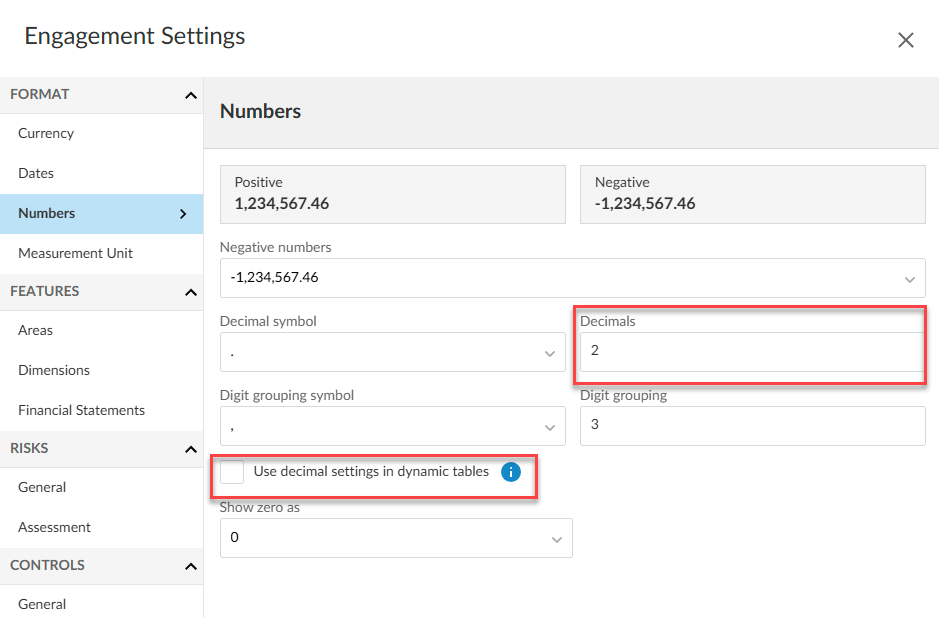 Engagement Settings
FORMAT
Currency
Dates
Numbers
Measurement Unit
FEATURES
Areas
Dimensions
Financial Statements
RISKS
General
Assessment
CONTROLS
General
Numbers
Positive
1,234,567.46
Negative
-1,234,567.46
Negative numbers
-1,234,567.46
Decimal symbol
.
Decimals
2
Digit grouping symbol
,
Digit grouping
3
Use decimal settings in dynamic tables i
Show zero as
0